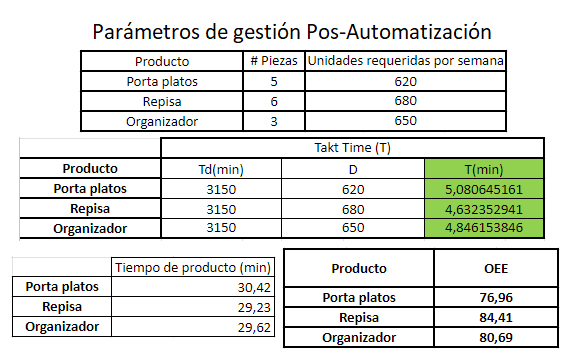 Parámetros de gestión Pos-Automatización
Producto # Piezas Unidades requeridas por semana
Porta platos 5 620
Repisa 6 680
Organizador 3 650
Takt Time (T)
Producto Td(min) D T(min)
Porta platos 3150 620 5,080645161
Repisa 3150 680 4,632352941
Organizador 3150 650 4,846153846
Tiempo de producto (min)
Porta platos 30,42
Repisa 29,23
Organizador 29,62
Producto OEE
Porta platos 76,96
Repisa 84,41
Organizador 80,69